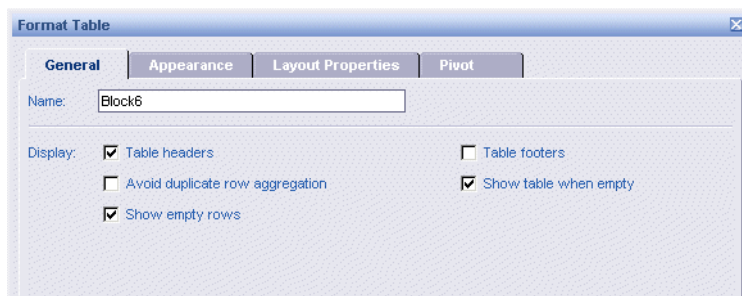 Format Table
General Appearance Layout Properties Pivot
Name: Block6
Display: Table headers Table footers
Avoid duplicate row aggregation Show table when empty
Show empty rows